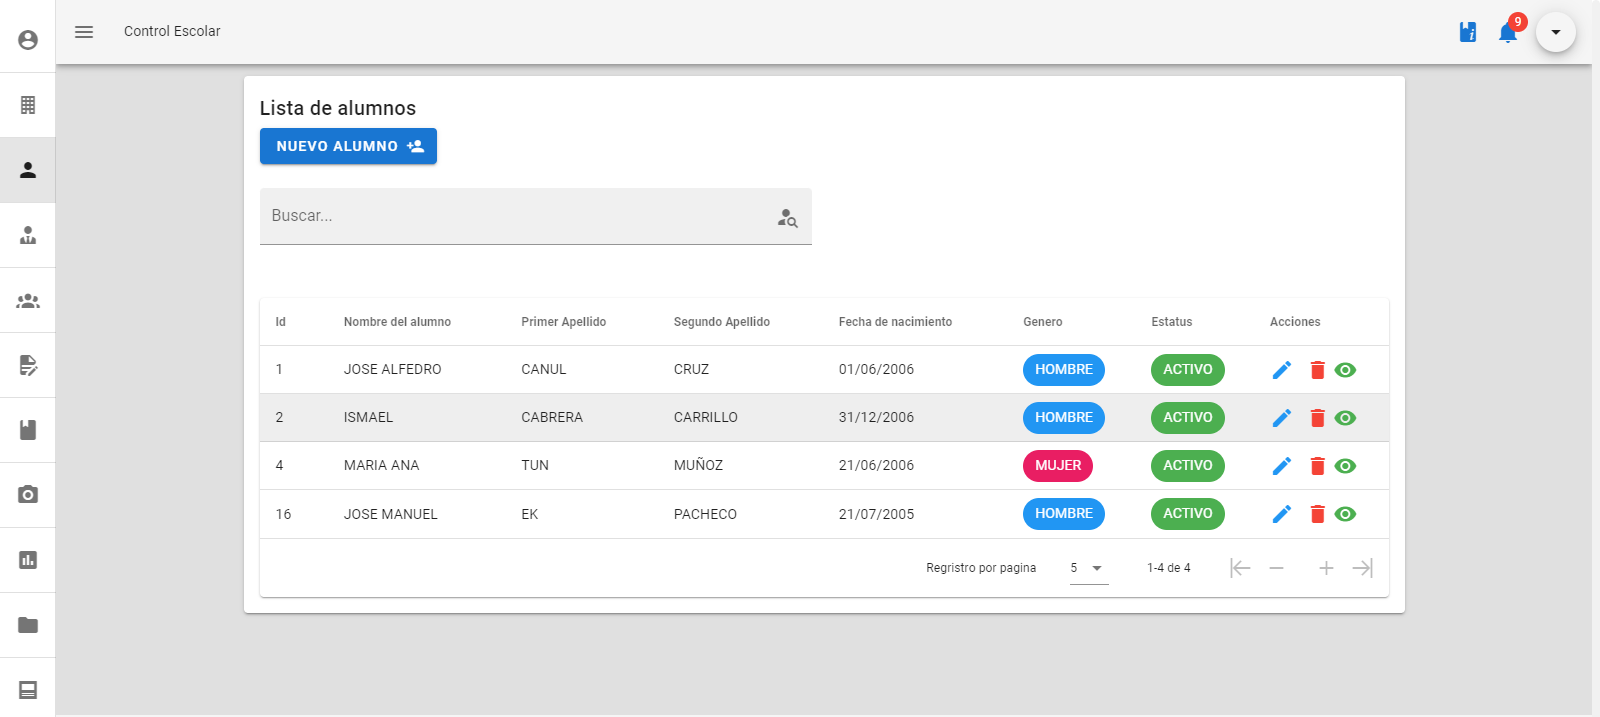 Control Escolar
9
Lista de alumnos
NUEVO ALUMNO
Buscar...
Id Nombre del alumno Primer Apellido Segundo Apellido Fecha de nacimiento Genero Estatus Acciones
1 JOSE ALFEDRO CANUL CRUZ 01/06/2006 HOMBRE ACTIVO
2 ISMAEL CABRERA CARRILLO 31/12/2006 HOMBRE ACTIVO
4 MARIA ANA TUN MUÑOZ 21/06/2006 MUJER ACTIVO
16 JOSE MANUEL EK PACHECO 21/07/2005 HOMBRE ACTIVO
Regristro por pagina 5 1-4 de 4